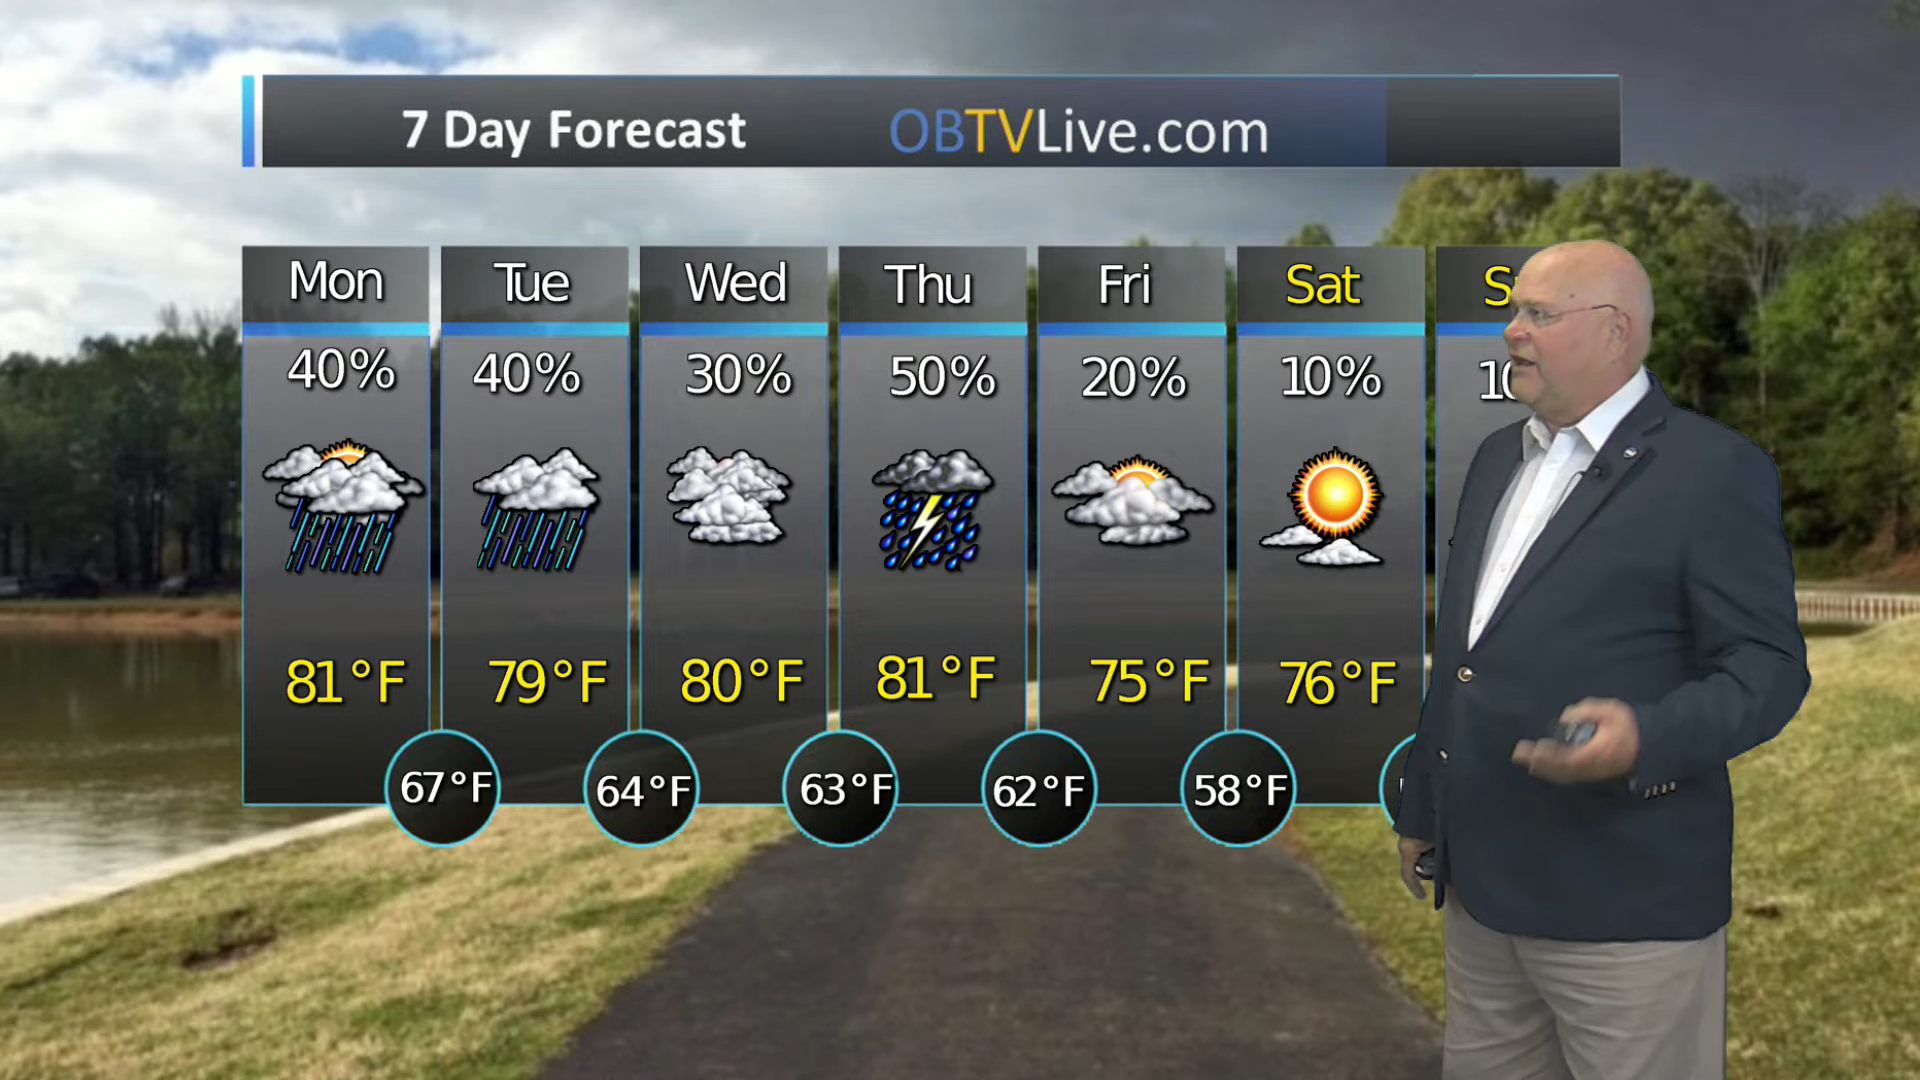 7 Day Forecast OBTVLive.com
Mon Tue Wed Thu Fri Sat
40% 40% 30% 50% 20% 10%
81°F 79°F 80°F 81°F 75°F 76°F
67°F 64°F 63°F 62°F 58°F